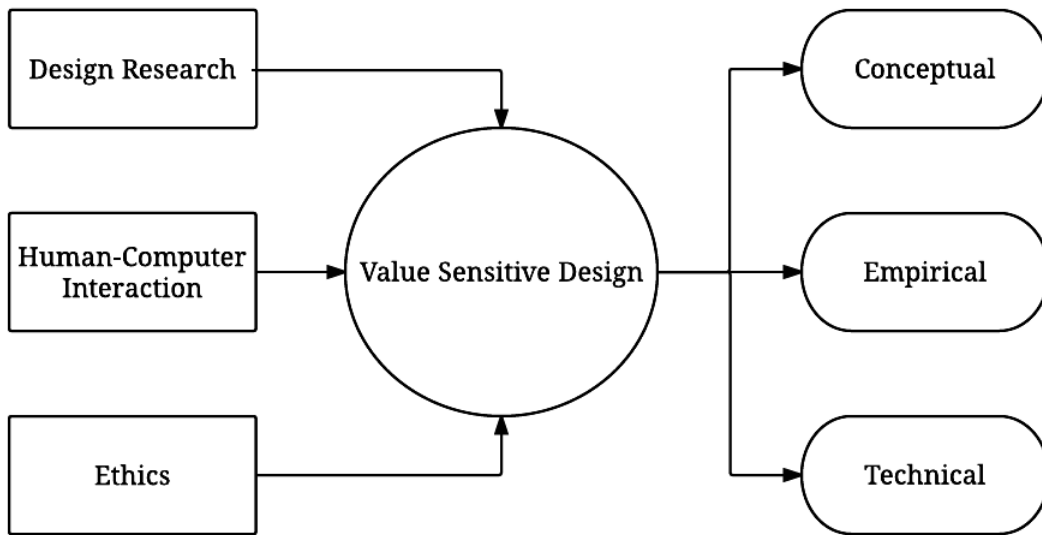 Design Research
Conceptual
Human-Computer
Interaction
Value Sensitive Design
Empirical
Ethics
Technical